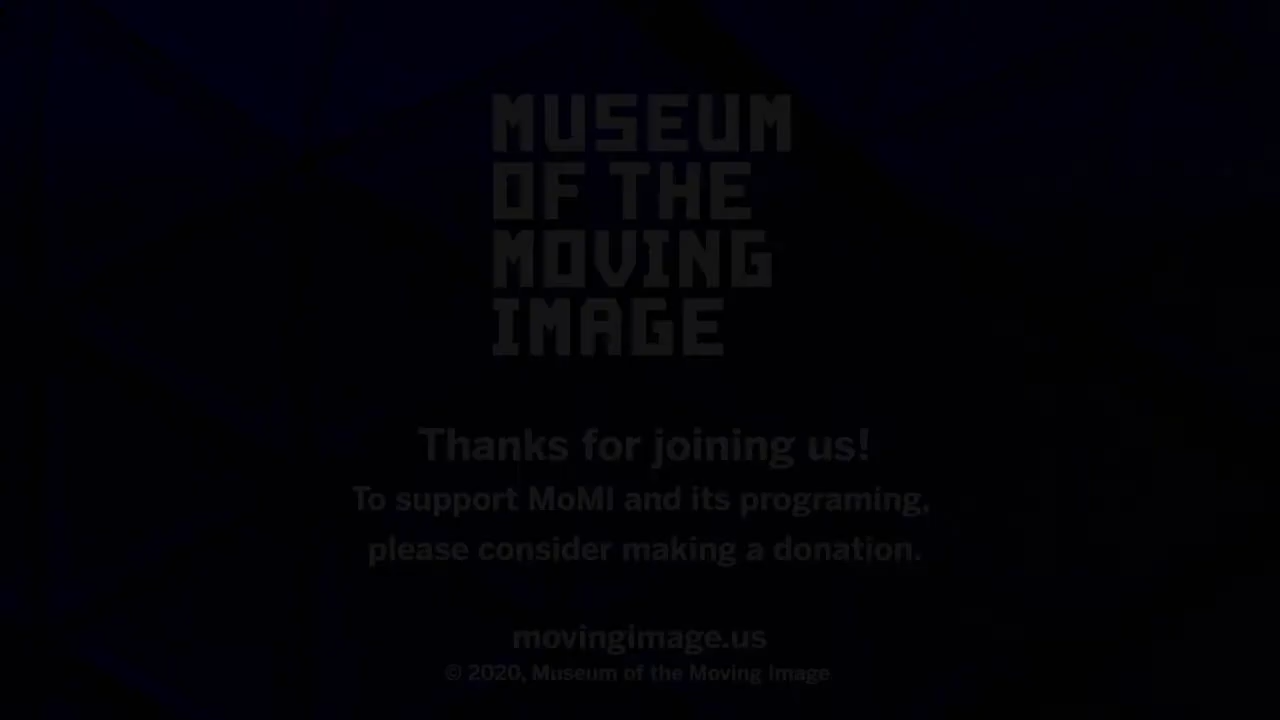 MUSEUM
OF THE
MOVING
IMAGE
Thanks for joining us!
To support MoMI and its programing,
please consider making a donation.
movingimage.us
© 2020, Museum of the Moving Image